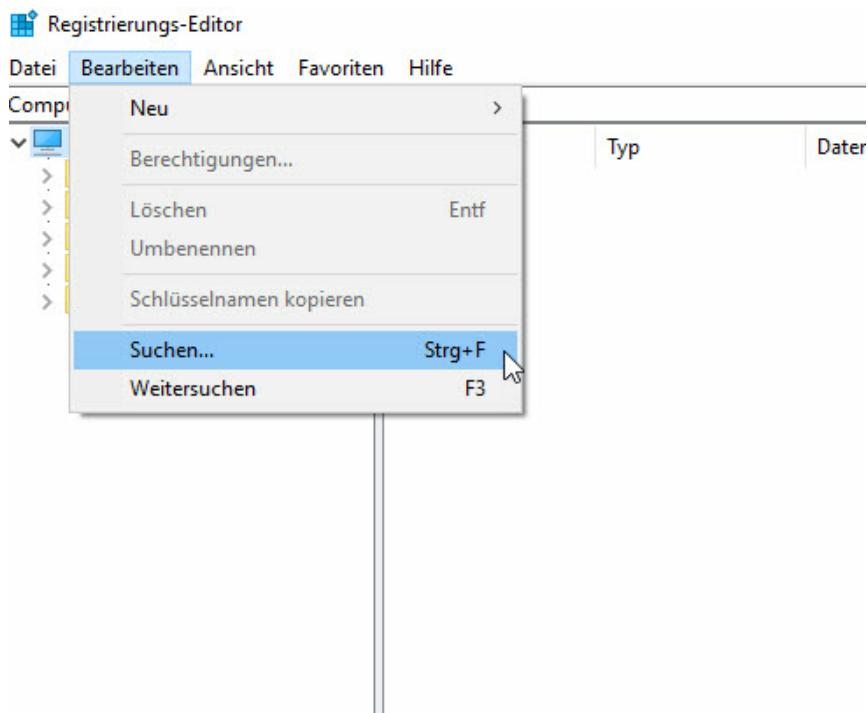 Registrierungs-Editor
Datei Bearbeiten Ansicht Favoriten Hilfe
Neu
Typ
Berechtigungen...
Löschen Entf
Umbenennen
Schlüsselnamen kopieren
Suchen... Strg+F
Weitersuchen F3